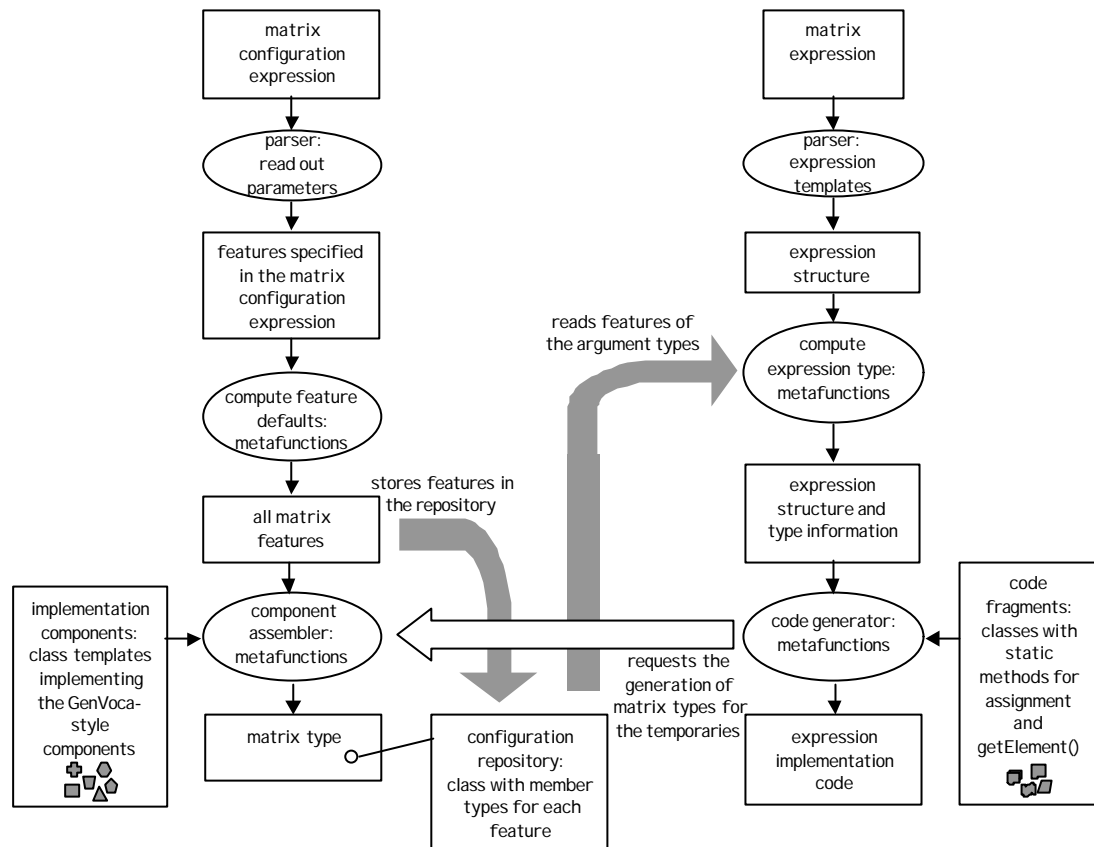 matrix
configuration
expression
parser:
read out
parameters
features specified
in the matrix
configuration
expression
compute feature
defaults:
metafunctions
all matrix
features
stores features in
the repository
implementation
components:
class templates
implementing
the GenVoca-
style
components
component
assembler:
metafunctions
matrix type
configuration
repository:
class with member
types for each
feature
matrix
expression
parser:
expression
templates
expression
structure
reads features of
the argument types
compute
expression type:
metafunctions
expression
structure and
type information
code generator:
metafunctions
requests the
generation of
matrix types for
the temporaries
expression
implementation
code
code
fragments:
classes with
static
methods for
assignment
and
getElement()